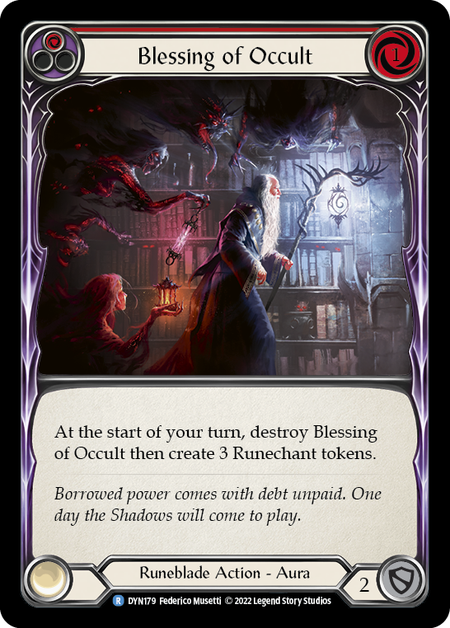 Blessing of Occult
1
At the start of your turn, destroy Blessing
of Occult then create 3 Runechant tokens.
Borrowed power comes with debt unpaid. One
day the Shadows will come to play.
Runeblade Action - Aura
2
R DYN179 Federico Musetti © 2022 Legend Story Studios